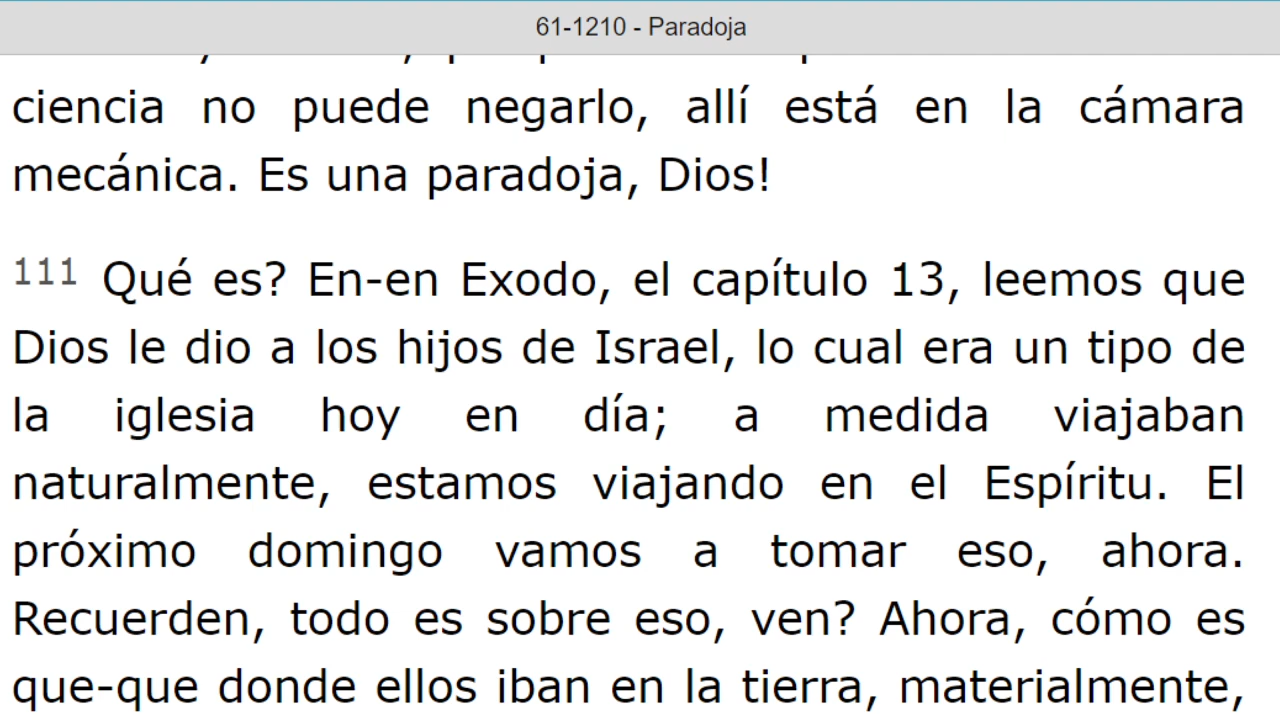 61-1210 - Paradoja
ciencia no puede negarlo, allí está en la cámara
mecánica. Es una paradoja, Dios!
111 Qué es? En-en Exodo, el capítulo 13, leemos que
Dios le dio a los hijos de Israel, lo cual era un tipo de
la iglesia hoy en día; a medida viajaban
naturalmente, estamos viajando en el Espíritu. El
próximo domingo vamos a tomar eso, ahora.
Recuerden, todo es sobre eso, ven? Ahora, cómo es
que-que donde ellos iban en la tierra, materialmente,